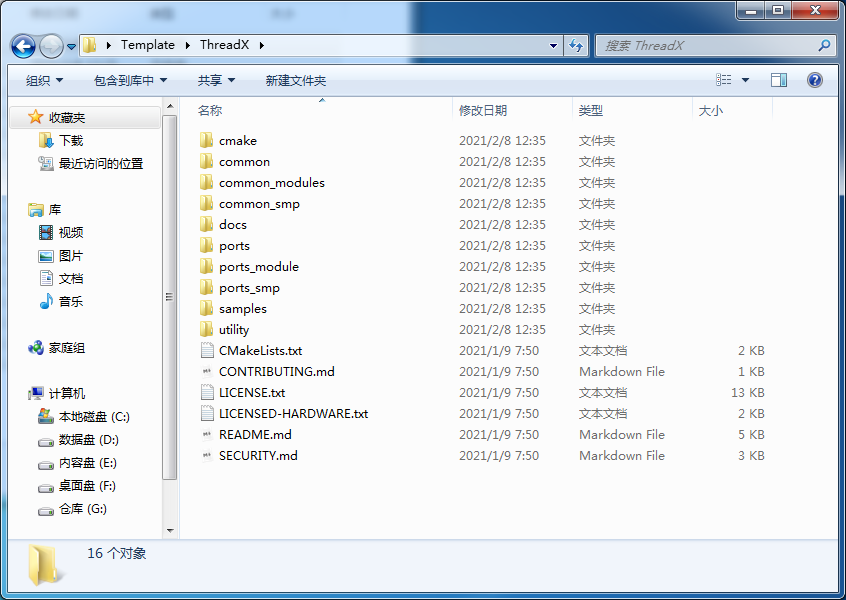 Template ThreadX
搜索 ThreadX
组织 包含到库中 共享 新建文件夹
名称 修改日期 类型 大小
收藏夹
下载
最近访问的位置
库
视频
图片
文档
音乐
家庭组
计算机
本地磁盘 (C:)
数据盘 (D:)
内容盘 (E:)
桌面盘 (F:)
仓库 (G:)
cmake 2021/2/8 12:35 文件夹
common 2021/2/8 12:35 文件夹
common_modules 2021/2/8 12:35 文件夹
common_smp 2021/2/8 12:35 文件夹
docs 2021/2/8 12:35 文件夹
ports 2021/2/8 12:35 文件夹
ports_module 2021/2/8 12:35 文件夹
ports_smp 2021/2/8 12:35 文件夹
samples 2021/2/8 12:35 文件夹
utility 2021/2/8 12:35 文件夹
CMakeLists.txt 2021/1/9 7:50 文本文档 2 KB
CONTRIBUTING.md 2021/1/9 7:50 Markdown File 1 KB
LICENSE.txt 2021/1/9 7:50 文本文档 13 KB
LICENSED-HARDWARE.txt 2021/1/9 7:50 文本文档 2 KB
README.md 2021/1/9 7:50 Markdown File 5 KB
SECURITY.md 2021/1/9 7:50 Markdown File 3 KB
16 个对象